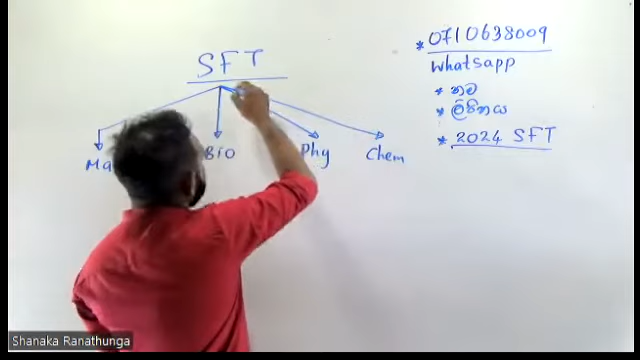 SFT
Bio
Phy
Chem
* 0710638009
Whatsapp
* නම
* ලිපිනය
* 2024 SFT
Shanaka Ranathunga